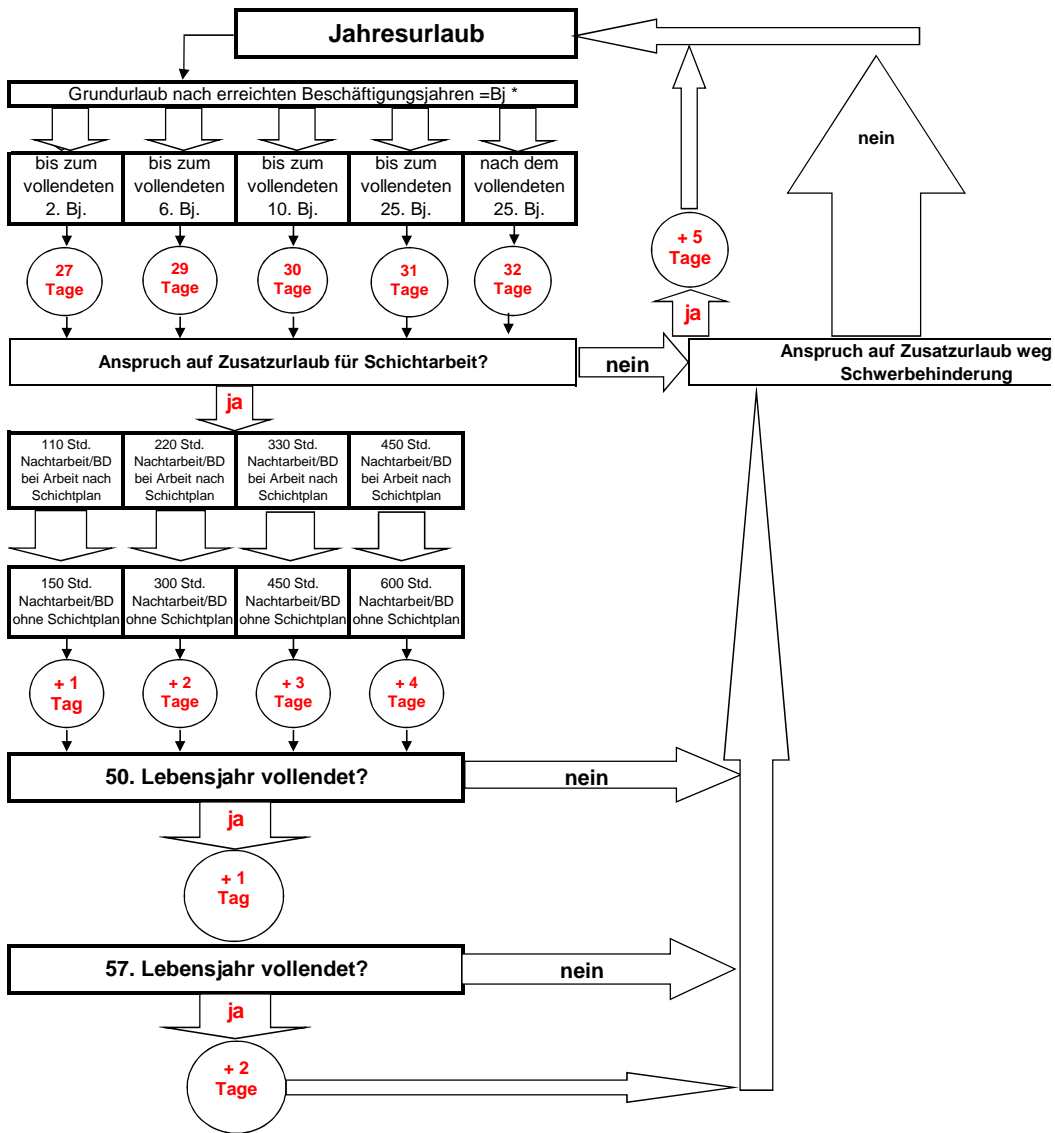 Jahresurlaub
Grundurlaub nach erreichten Beschäftigungsjahren =Bj *
bis zum
vollendeten
2. Bj.
bis zum
vollendeten
6. Bj.
bis zum
vollendeten
10. Bj.
bis zum
vollendeten
25. Bj.
nach dem
vollendeten
25. Bj.
27
Tage
29
Tage
30
Tage
31
Tage
32
Tage
+ 5
Tage
nein
ja
Anspruch auf Zusatzurlaub für Schichtarbeit?
nein
Anspruch auf Zusatzurlaub weg
Schwerbehinderung
ja
110 Std.
Nachtarbeit/BD
bei Arbeit nach
Schichtplan
220 Std.
Nachtarbeit/BD
bei Arbeit nach
Schichtplan
330 Std.
Nachtarbeit/BD
bei Arbeit nach
Schichtplan
450 Std.
Nachtarbeit/BD
bei Arbeit nach
Schichtplan
150 Std.
Nachtarbeit/BD
ohne Schichtplan
300 Std.
Nachtarbeit/BD
ohne Schichtplan
450 Std.
Nachtarbeit/BD
ohne Schichtplan
600 Std.
Nachtarbeit/BD
ohne Schichtplan
+ 1
Tag
+ 2
Tage
+ 3
Tage
+ 4
Tage
50. Lebensjahr vollendet?
nein
ja
+ 1
Tag
57. Lebensjahr vollendet?
nein
ja
+ 2
Tage